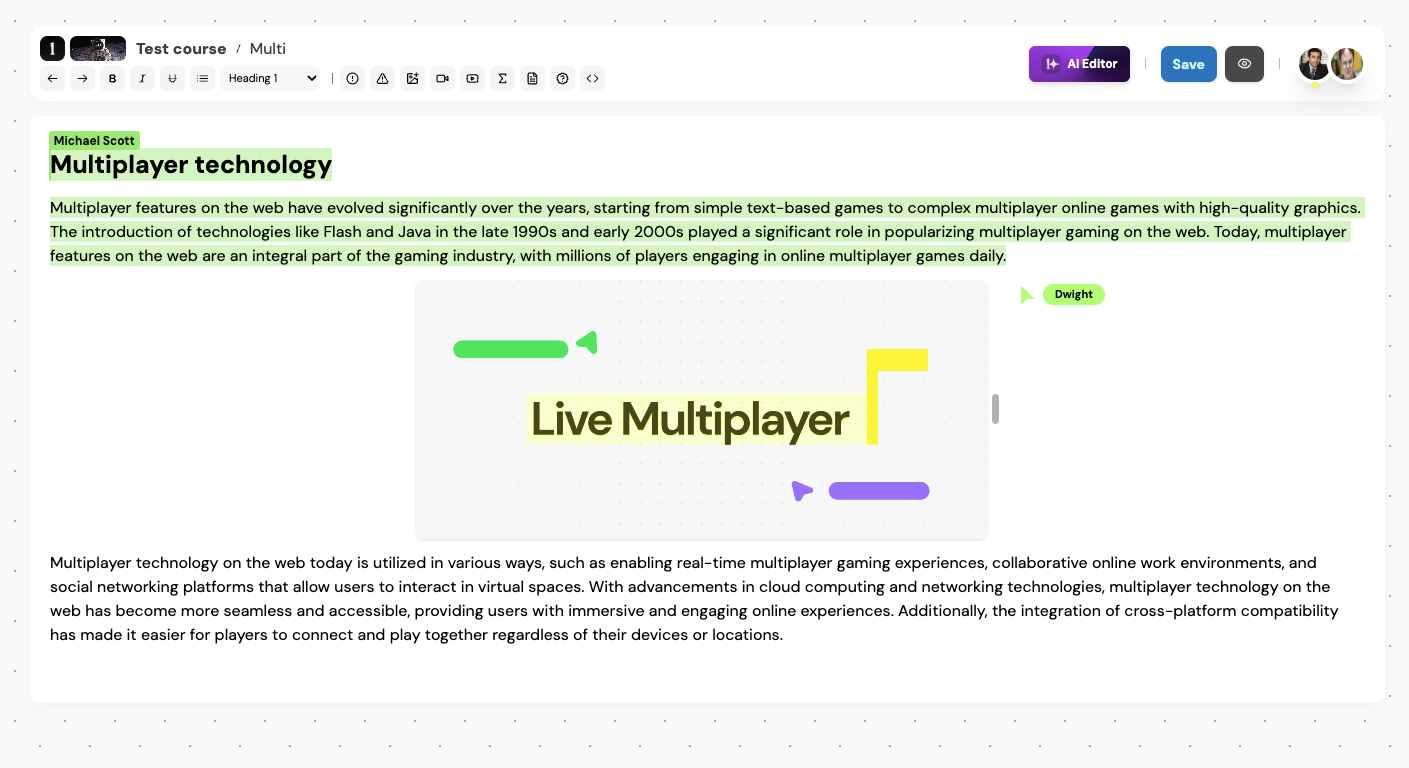 1
Test course / Multi
B I U Heading 1
AI Editor
Save
Michael Scott
Multiplayer technology
Multiplayer features on the web have evolved significantly over the years, starting from simple text-based games to complex multiplayer online games with high-quality graphics.
The introduction of technologies like Flash and Java in the late 1990s and early 2000s played a significant role in popularizing multiplayer gaming on the web. Today, multiplayer
features on the web are an integral part of the gaming industry, with millions of players engaging in online multiplayer games daily.
Dwight
Live Multiplayer
Multiplayer technology on the web today is utilized in various ways, such as enabling real-time multiplayer gaming experiences, collaborative online work environments, and
social networking platforms that allow users to interact in virtual spaces. With advancements in cloud computing and networking technologies, multiplayer technology on the
web has become more seamless and accessible, providing users with immersive and engaging online experiences. Additionally, the integration of cross-platform compatibility
has made it easier for players to connect and play together regardless of their devices or locations.